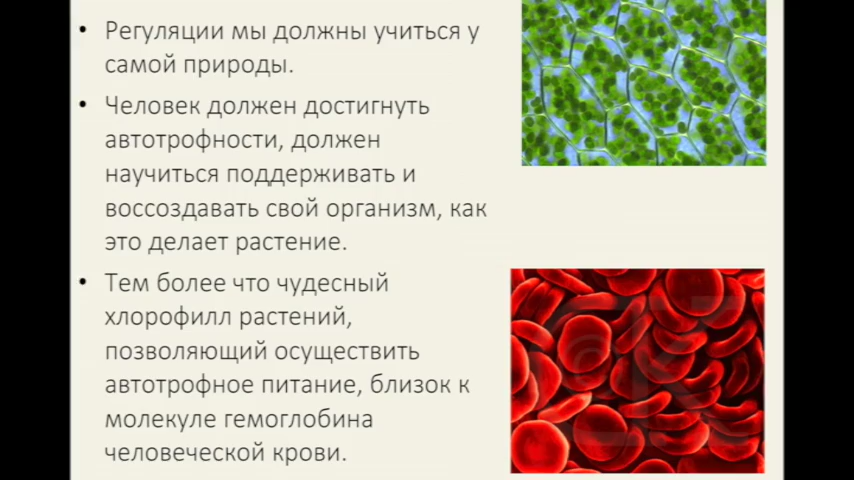 • Регуляции мы должны учиться у
самой природы.
• Человек должен достигнуть
автотрофности, должен
научиться поддерживать и
воссоздавать свой организм, как
это делает растение.
• Тем более что чудесный
хлорофилл растений,
позволяющий осуществить
автотрофное питание, близок к
молекуле гемоглобина
человеческой крови.